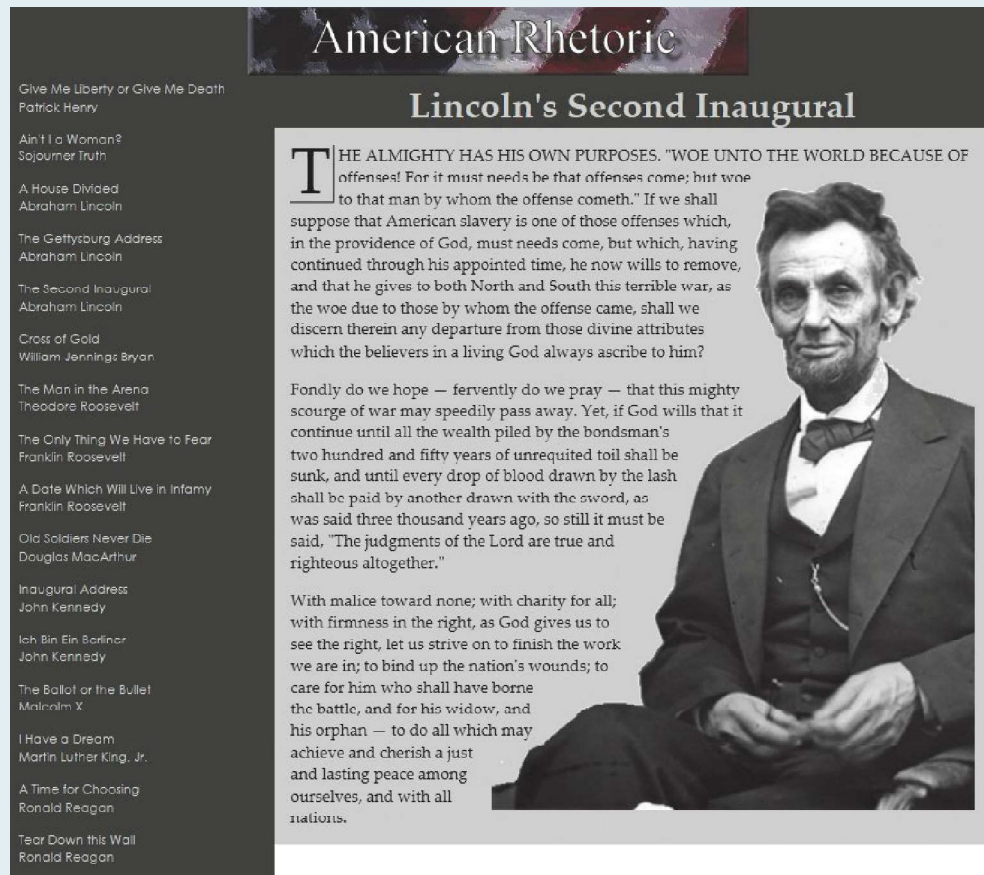 American Rhetoric
Give Me Liberty or Give Me Death
Patrick Henry
Ain't I a Woman?
Sojourner Truth
A House Divided
Abraham Lincoln
The Gettysburg Address
Abraham Lincoln
The Second Inaugural
Abraham Lincoln
Cross of Gold
William Jennings Bryan
The Man in the Arena
Theodore Roosevelt
The Only Thing We Have to Fear
Franklin Roosevelt
A Date Which Will Live in Infamy
Franklin Roosevelt
Old Soldiers Never Die
Douglas MacArthur
Inaugural Address
John Kennedy
Ich Bin Ein Berliner
John Kennedy
The Ballot or the Bullet
Malcolm X
I Have a Dream
Martin Luther King, Jr.
A Time for Choosing
Ronald Reagan
Tear Down this Wall
Ronald Reagan
Lincoln's Second Inaugural
THE ALMIGHTY HAS HIS OWN PURPOSES. "WOE UNTO THE WORLD BECAUSE OF
offenses! For it must needs be that offenses come; but woe
to that man by whom the offense cometh." If we shall
suppose that American slavery is one of those offenses which,
in the providence of God, must needs come, but which, having
continued through his appointed time, he now wills to remove,
and that he gives to both North and South this terrible war, as
the woe due to those by whom the offense came, shall we
discern therein any departure from those divine attributes
which the believers in a living God always ascribe to him?
Fondly do we hope — fervently do we pray — that this mighty
scourge of war may speedily pass away. Yet, if God wills that it
continue until all the wealth piled by the bondsman's
two hundred and fifty years of unrequited toil shall be
sunk, and until every drop of blood drawn by the lash
shall be paid by another drawn with the sword, as
was said three thousand years ago, so still it must be
said, "The judgments of the Lord are true and
righteous altogether."
With malice toward none; with charity for all;
with firmness in the right, as God gives us to
see the right, let us strive on to finish the work
we are in; to bind up the nation's wounds; to
care for him who shall have borne
the battle, and for his widow, and
his orphan — to do all which may
achieve and cherish a just
and lasting peace among
ourselves, and with all
nations.